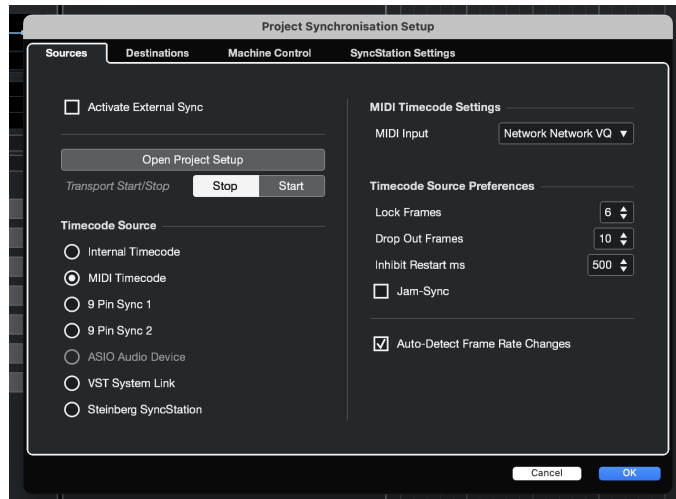 Project Synchronisation Setup
Sources Destinations Machine Control SyncStation Settings
Activate External Sync
Open Project Setup
Transport Start/Stop Stop Start
Timecode Source
Internal Timecode
MIDI Timecode
9 Pin Sync 1
9 Pin Sync 2
ASIO Audio Device
VST System Link
Steinberg SyncStation
MIDI Timecode Settings
MIDI Input Network Network VQ
Timecode Source Preferences
Lock Frames 6
Drop Out Frames 10
Inhibit Restart ms 500
Jam-Sync
Auto-Detect Frame Rate Changes
Cancel OK